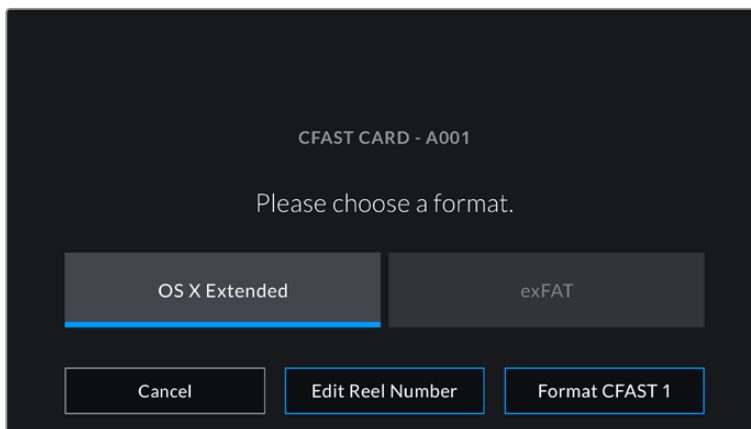 CFAST CARD - A001
Please choose a format.
OS X Extended exFAT
Cancel Edit Reel Number Format CFAST 1